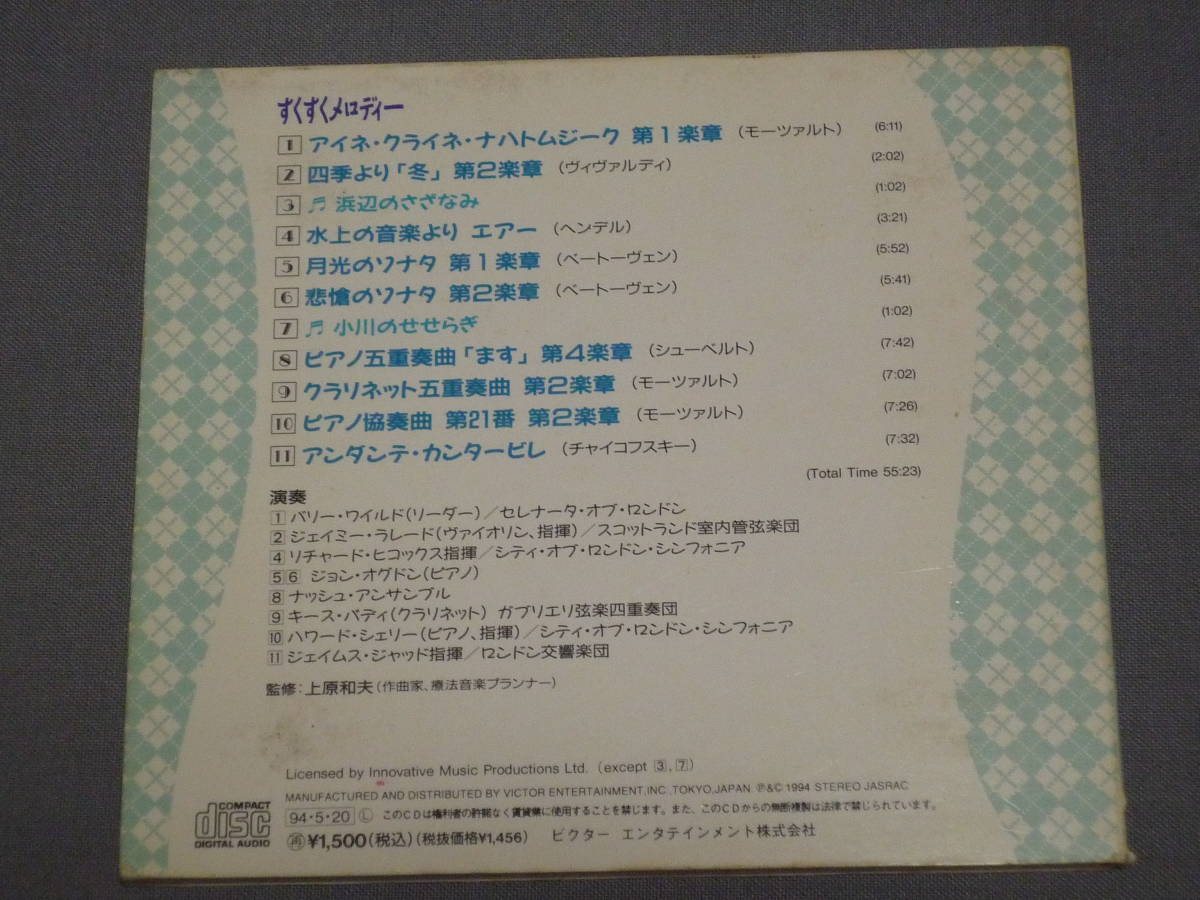 すくすくメロディー
1 アイネ・クライネ・ナハトムジーク 第1楽章 (モーツァルト) (6:11)
2 四季より「冬」第2楽章 (ヴィヴァルディ) (2:02)
3 ♬ 浜辺のさざなみ (1:02)
4 水上の音楽より エアー (ヘンデル) (3:21)
5 月光のソナタ 第1楽章 (ベートーヴェン) (5:52)
6 悲愴のソナタ 第2楽章 (ベートーヴェン) (5:41)
7 ♬ 小川のせせらぎ (1:02)
8 ピアノ五重奏曲「ます」第4楽章 (シューベルト) (7:42)
9 クラリネット五重奏曲 第2楽章 (モーツァルト) (7:02)
10 ピアノ協奏曲 第21番 第2楽章 (モーツァルト) (7:26)
11 アンダンテ・カンタービレ (チャイコフスキー) (7:32)
(Total Time 55:23)
演奏
1 バリー・ワイルド(リーダー)/セレナータ・オブ・ロンドン
2 ジェイミー・ラレード(ヴァイオリン、指揮)/スコットランド室内管弦楽団
4 リチャード・ヒコックス指揮/シティ・オブ・ロンドン・シンフォニア
5 6 ジョン・オグドン(ピアノ)
8 ナッシュ・アンサンブル
9 キース・パディ(クラリネット) ガブリエリ弦楽四重奏団
10 ハワード・シェリー(ピアノ、指揮)/シティ・オブ・ロンドン・シンフォニア
11 ジェイムス・ジャッド指揮/ロンドン交響楽団
監修:上原和夫(作曲家、療法音楽プランナー)
Licensed by Innovative Music Productions Ltd. (except 3, 7)
MANUFACTURED AND DISTRIBUTED BY VICTOR ENTERTAINMENT, INC. TOKYO, JAPAN ℗&© 1994 STEREO JASRAC
COMPACT disc DIGITAL AUDIO
94・5・20 Ⓛ このCDは権利者の許諾なく賃貸業に使用することを禁じます。また、このCDからの無断複製は法律で禁じられています。
㊢¥1,500(税込)(税抜価格¥1,456) ビクター エンタテインメント株式会社